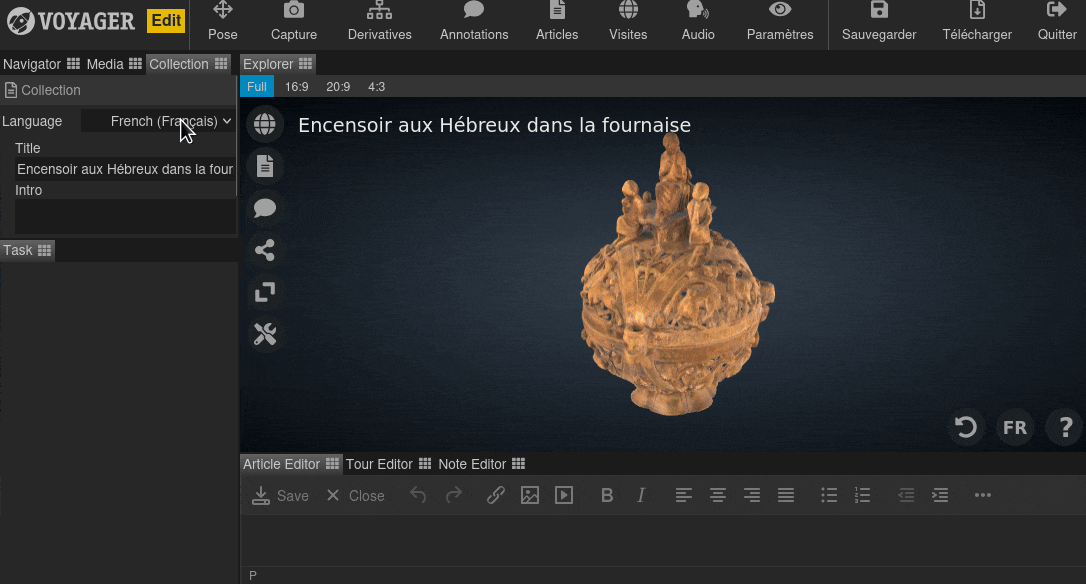 VOYAGER Edit
Pose Capture Derivatives Annotations Articles Visites Audio Paramètres Sauvegarder Télécharger Quitter
Navigator Media Collection Explorer
Collection
Full 16:9 20:9 4:3
Language French (Français)
Encensoir aux Hébreux dans la fournaise
Title
Encensoir aux Hébreux dans la four
Intro
Task
FR ?
Article Editor Tour Editor Note Editor
Save Close B I
P